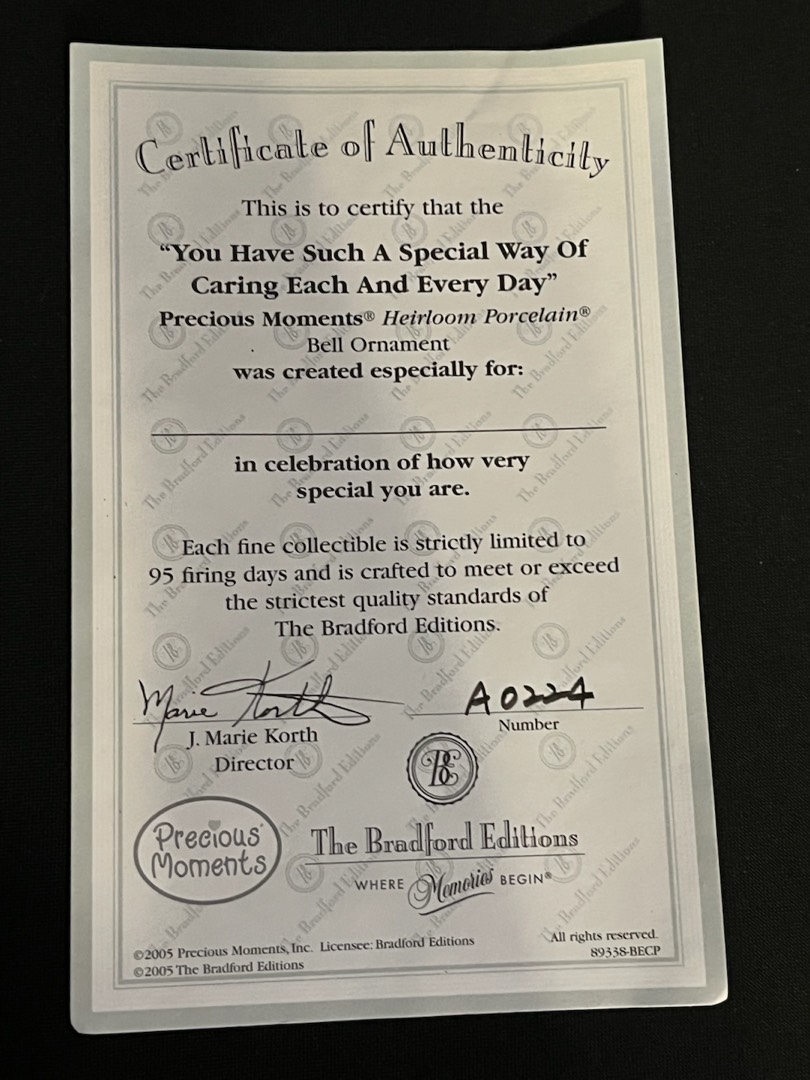 Certificate of Authenticity
This is to certify that the
“You Have Such A Special Way Of
Caring Each And Every Day”
Precious Moments® Heirloom Porcelain®
Bell Ornament
was created especially for:
in celebration of how very
special you are.
Each fine collectible is strictly limited to
95 firing days and is crafted to meet or exceed
the strictest quality standards of
The Bradford Editions.
Marie Korth
A0224
J. Marie Korth
Number
Director
BE
Precious
Moments
The Bradford Editions
WHERE Memories BEGIN®
©2005 Precious Moments, Inc. Licensee: Bradford Editions
©2005 The Bradford Editions
All rights reserved.
89338-BECP